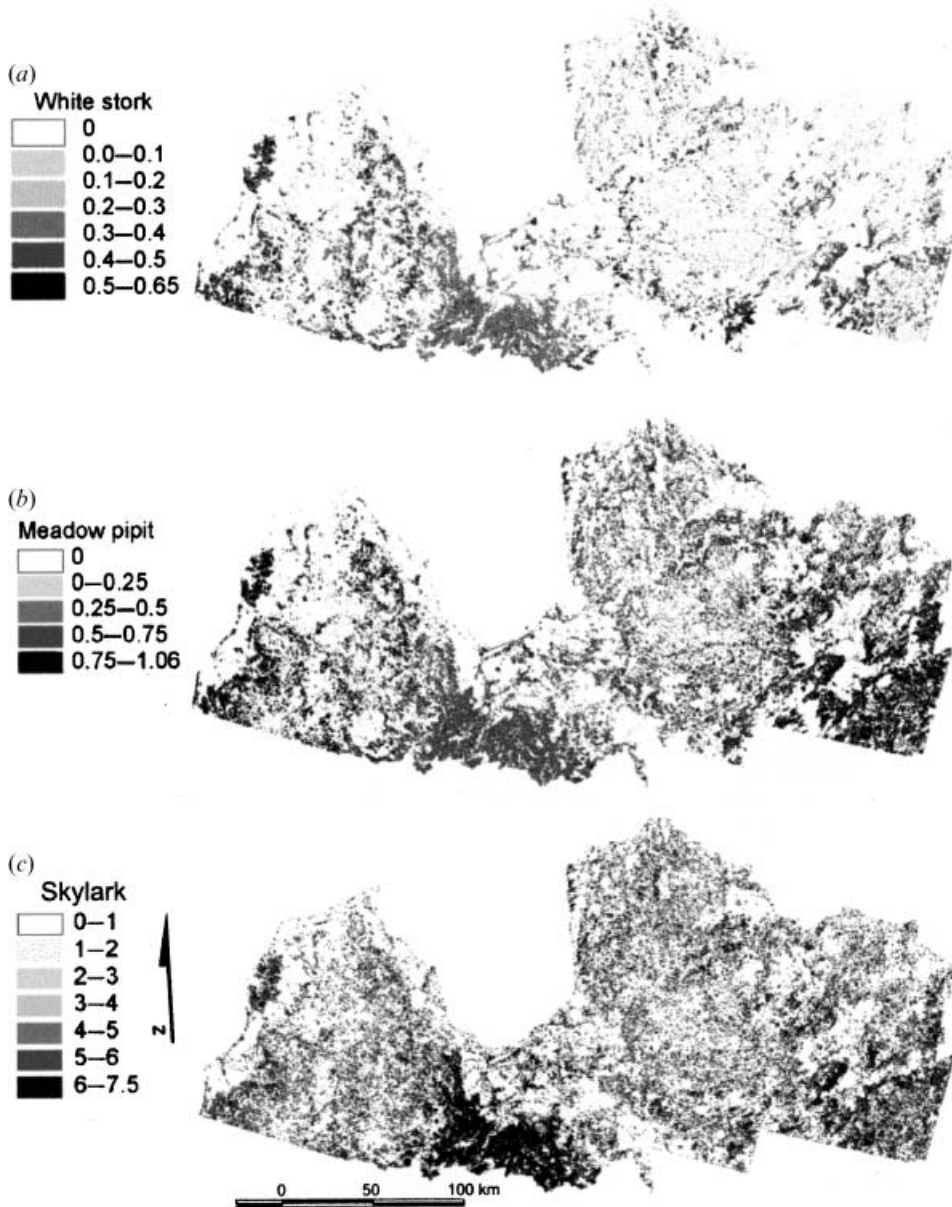 (a)
White stork
0
0.0–0.1
0.1–0.2
0.2–0.3
0.3–0.4
0.4–0.5
0.5–0.65
(b)
Meadow pipit
0
0–0.25
0.25–0.5
0.5–0.75
0.75–1.06
(c)
Skylark
0–1
1–2
2–3
3–4
4–5
5–6
6–7.5
N
0 50 100 km